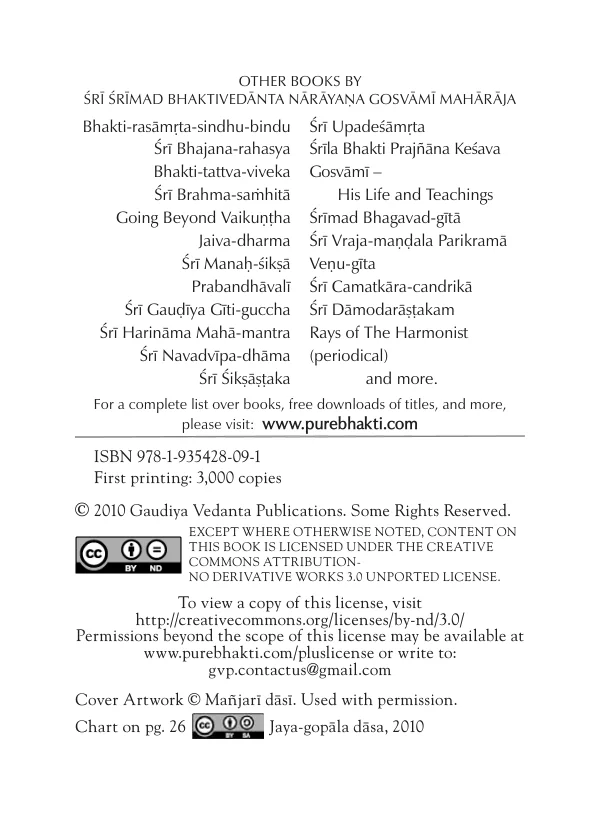 OTHER BOOKS BY
ŚRĪ ŚRĪMAD BHAKTIVEDĀNTA NĀRĀYAṆA GOSVĀMĪ MAHĀRĀJA
Bhakti-rasāmṛta-sindhu-bindu
Śrī Bhajana-rahasya
Bhakti-tattva-viveka
Śrī Brahma-saṁhitā
Going Beyond Vaikuṇṭha
Jaiva-dharma
Śrī Manaḥ-śikṣā
Prabandhāvalī
Śrī Gauḍīya Gīti-guccha
Śrī Harināma Mahā-mantra
Śrī Navadvīpa-dhāma
Śrī Śikṣāṣṭaka
Śrī Upadeśāmṛta
Śrīla Bhakti Prajñāna Keśava
Gosvāmī –
His Life and Teachings
Śrīmad Bhagavad-gītā
Śrī Vraja-maṇḍala Parikramā
Veṇu-gīta
Śrī Camatkāra-candrikā
Śrī Dāmodarāṣṭakam
Rays of The Harmonist
(periodical)
and more.
For a complete list over books, free downloads of titles, and more,
please visit: www.purebhakti.com
ISBN 978-1-935428-09-1
First printing: 3,000 copies
© 2010 Gaudiya Vedanta Publications. Some Rights Reserved.
cc BY ND
EXCEPT WHERE OTHERWISE NOTED, CONTENT ON
THIS BOOK IS LICENSED UNDER THE CREATIVE
COMMONS ATTRIBUTION-
NO DERIVATIVE WORKS 3.0 UNPORTED LICENSE.
To view a copy of this license, visit
http://creativecommons.org/licenses/by-nd/3.0/
Permissions beyond the scope of this license may be available at
www.purebhakti.com/pluslicense or write to:
gvp.contactus@gmail.com
Cover Artwork © Mañjarī dāsī. Used with permission.
Chart on pg. 26 cc BY SA Jaya-gopāla dāsa, 2010